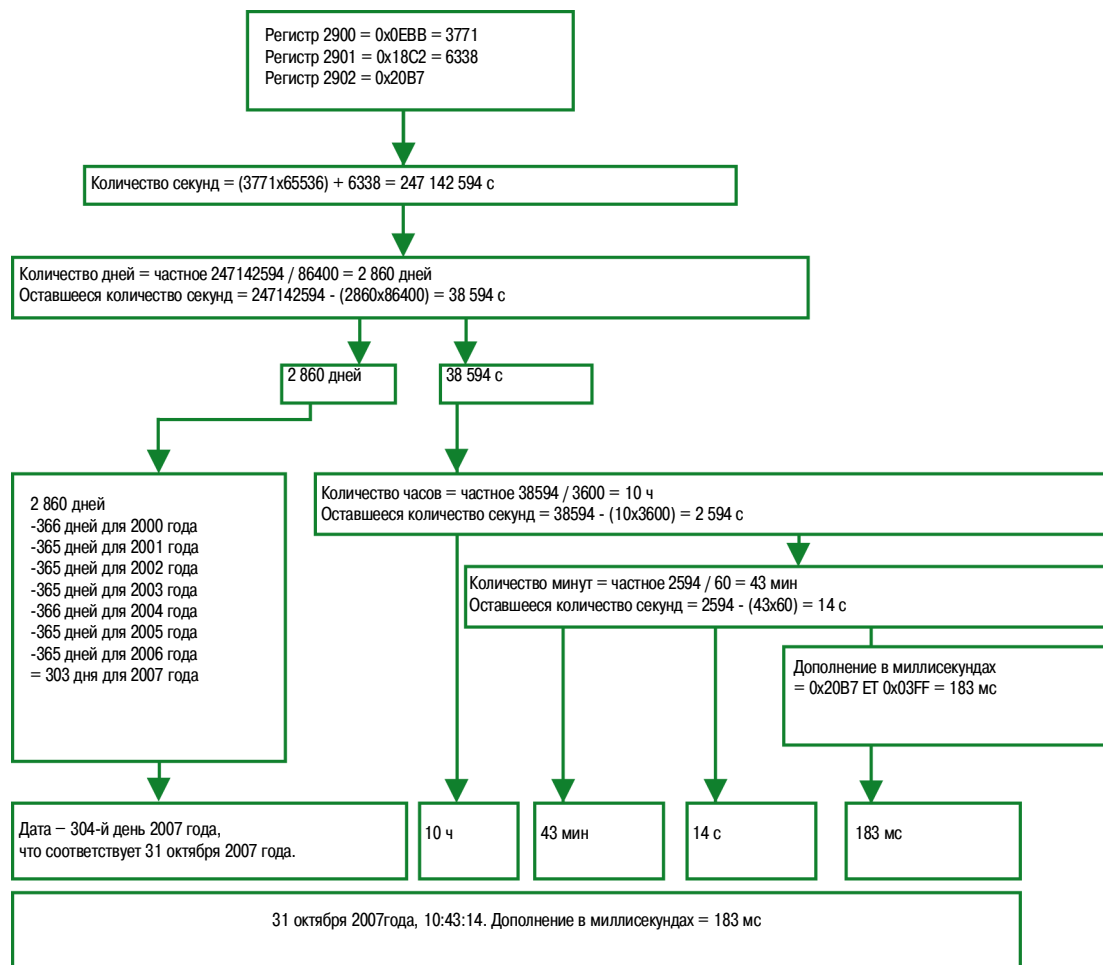 Регистр 2900 = 0x0EBB = 3771
Регистр 2901 = 0x18C2 = 6338
Регистр 2902 = 0x20B7
Количество секунд = (3771x65536) + 6338 = 247 142 594 с
Количество дней = частное 247142594 / 86400 = 2 860 дней
Оставшееся количество секунд = 247142594 - (2860x86400) = 38 594 с
2 860 дней
38 594 с
2 860 дней
-366 дней для 2000 года
-365 дней для 2001 года
-365 дней для 2002 года
-365 дней для 2003 года
-366 дней для 2004 года
-365 дней для 2005 года
-365 дней для 2006 года
= 303 дня для 2007 года
Количество часов = частное 38594 / 3600 = 10 ч
Оставшееся количество секунд = 38594 - (10x3600) = 2 594 с
Количество минут = частное 2594 / 60 = 43 мин
Оставшееся количество секунд = 2594 - (43x60) = 14 с
Дополнение в миллисекундах
= 0x20B7 ET 0x03FF = 183 мс
Дата – 304-й день 2007 года,
что соответствует 31 октября 2007 года.
10 ч
43 мин
14 с
183 мс
31 октября 2007года, 10:43:14. Дополнение в миллисекундах = 183 мс